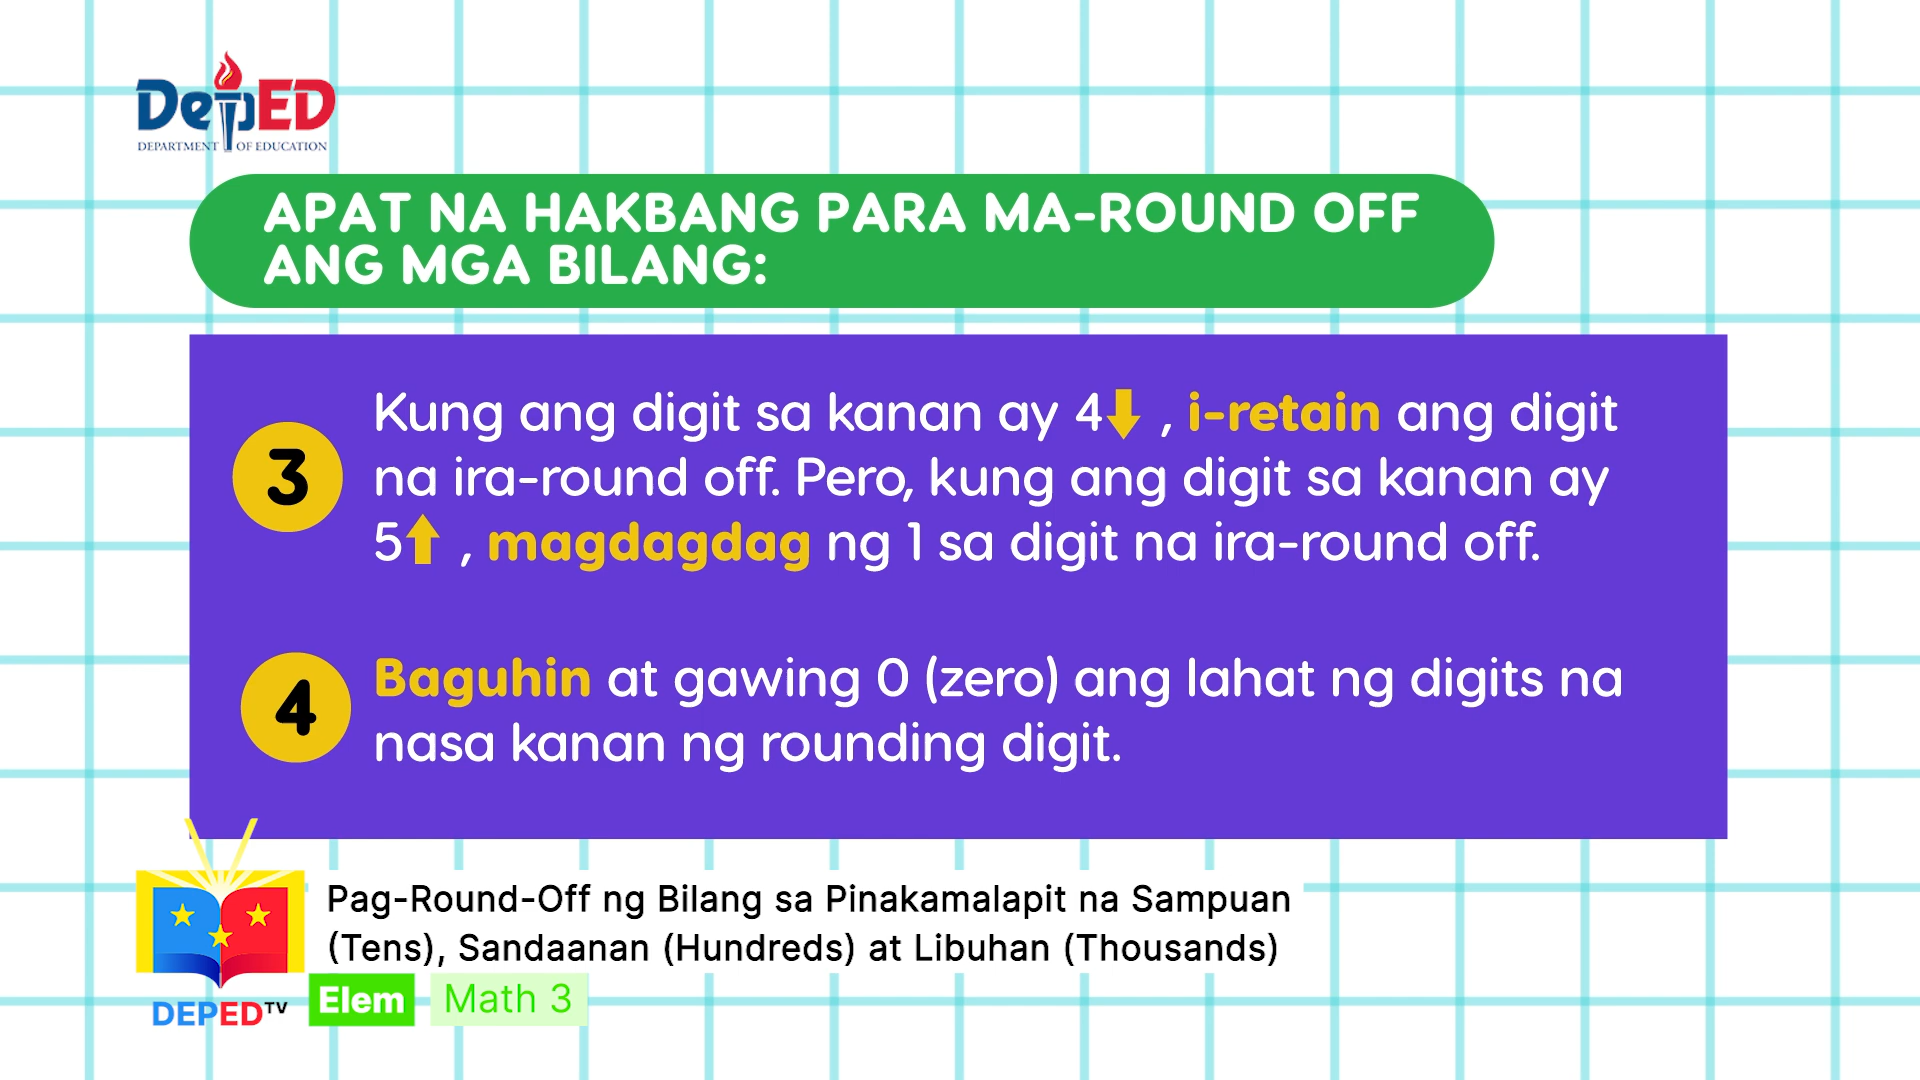 DepED
DEPARTMENT OF EDUCATION
APAT NA HAKBANG PARA MA-ROUND OFF
ANG MGA BILANG:
3
Kung ang digit sa kanan ay 4⬇ , i-retain ang digit
na ira-round off. Pero, kung ang digit sa kanan ay
5⬆ , magdagdag ng 1 sa digit na ira-round off.
4
Baguhin at gawing 0 (zero) ang lahat ng digits na
nasa kanan ng rounding digit.
Pag-Round-Off ng Bilang sa Pinakamalapit na Sampuan
(Tens), Sandaanan (Hundreds) at Libuhan (Thousands)
DEPED TV
Elem Math 3